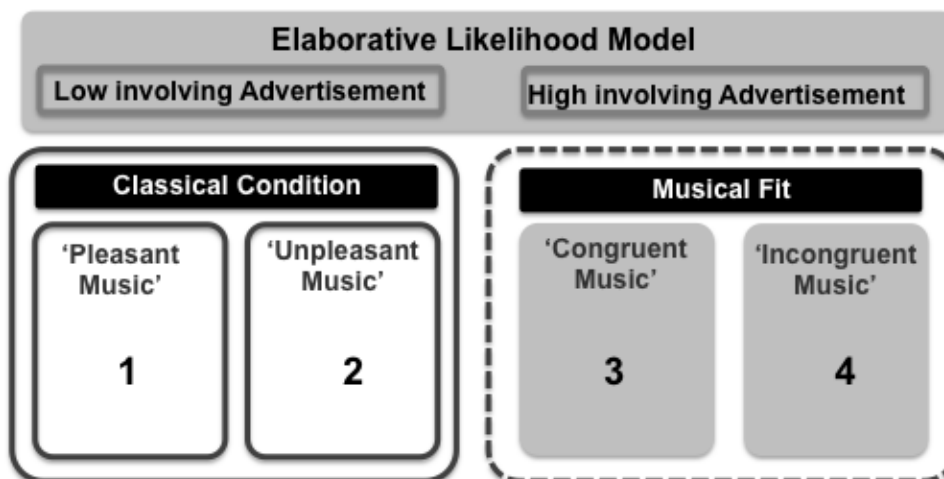 Elaborative Likelihood Model
Low involving Advertisement
High involving Advertisement
Classical Condition
‘Pleasant
Music’
1
‘Unpleasant
Music’
2
Musical Fit
‘Congruent
Music’
3
‘Incongruent
Music’
4